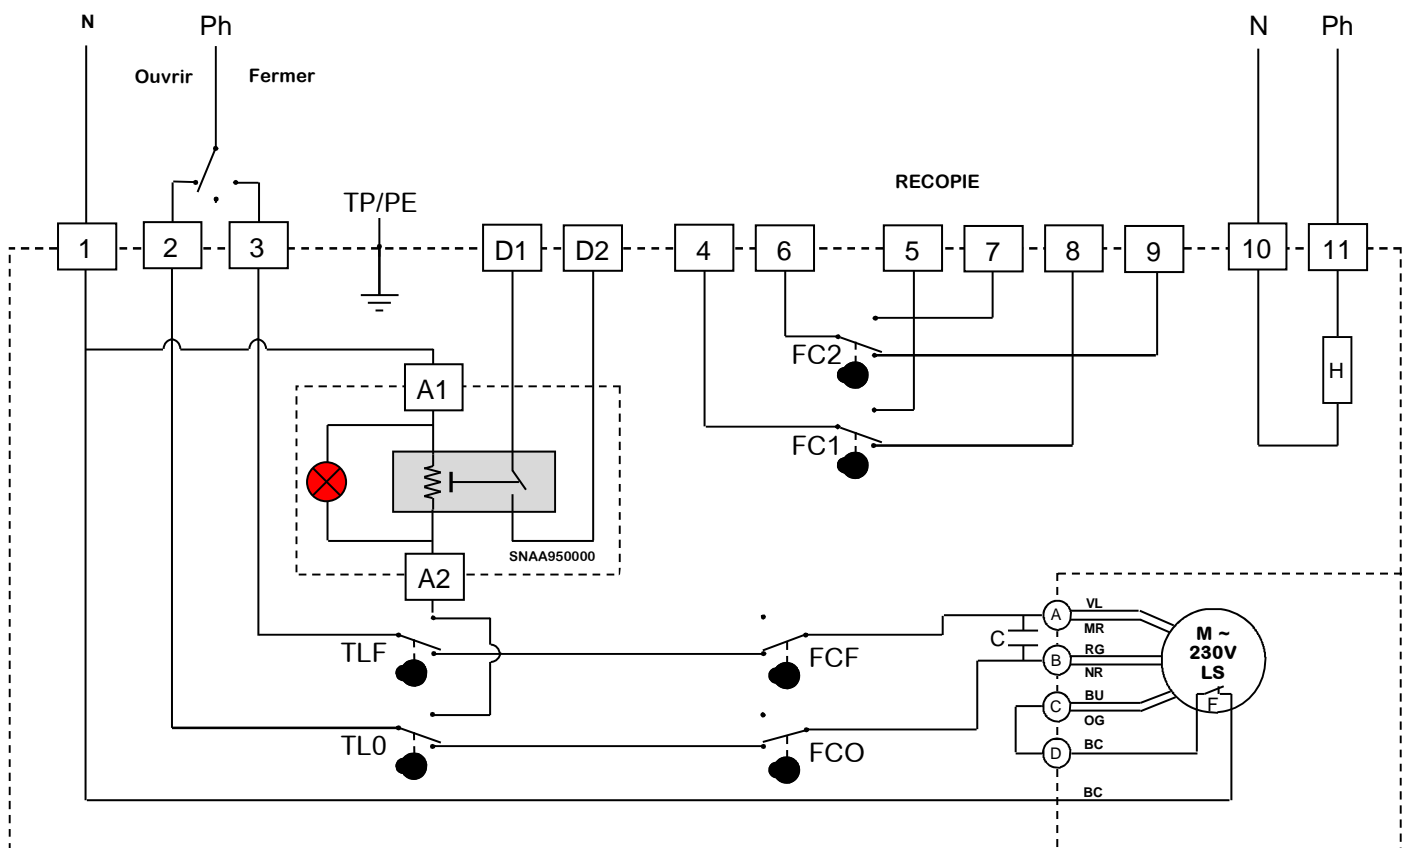 N
Ph
N
Ph
Ouvrir
Fermer
RECOPIE
TP/PE
1
2
3
D1
D2
4
6
5
7
8
9
10
11
FC2
H
A1
FC1
SNAA950000
A2
TLF
FCF
C
A
VL
MR
B
RG
NR
M ~
230V
LS
F
C
BU
OG
TL0
FCO
D
BC
BC